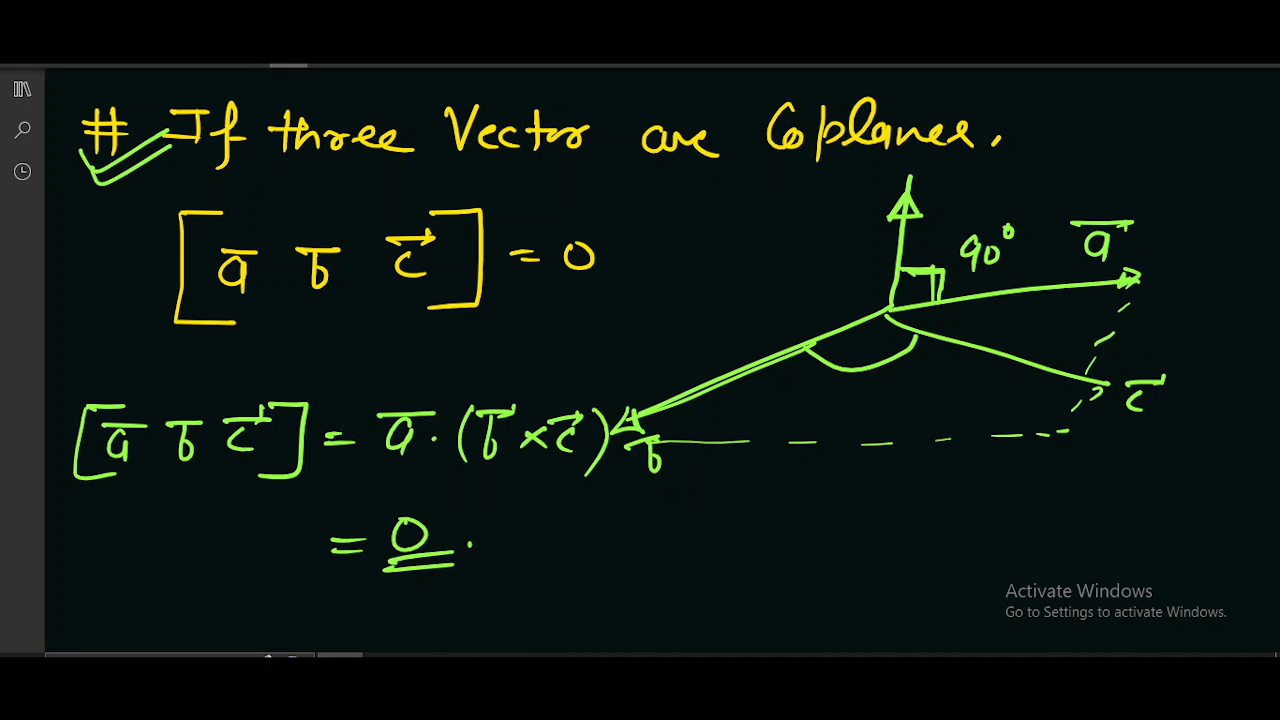 # If three Vector are Coplaner.
[a̅ b̅ c⃗] = 0
90°
a⃗
c⃗
[a̅ b̅ c⃗] = a̅ · (b⃗ × c⃗)
b̅
= 0 .
Activate Windows
Go to Settings to activate Windows.